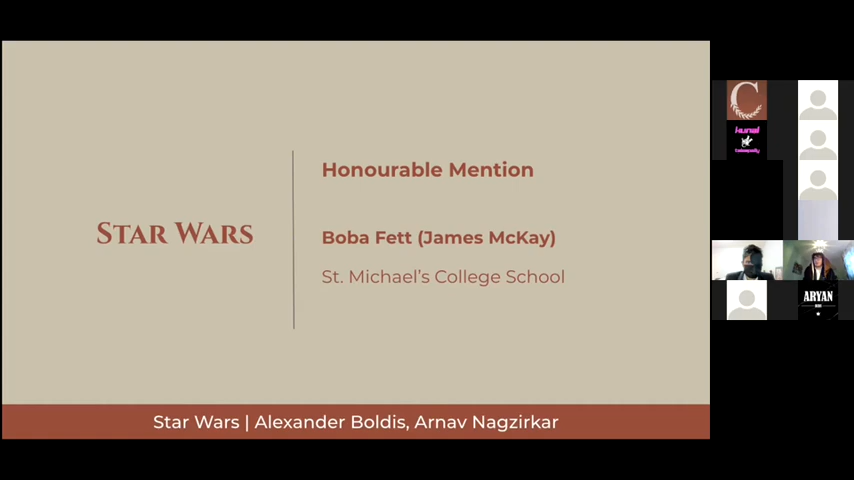 Honourable Mention
STAR WARS
Boba Fett (James McKay)
St. Michael's College School
Star Wars | Alexander Boldis, Arnav Nagzirkar
C
kunal
ARYAN